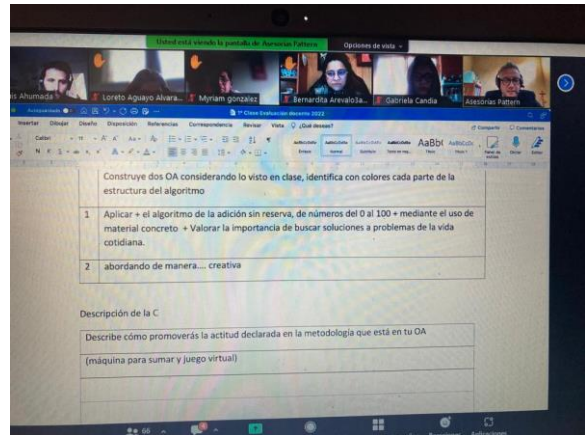 Usted está viendo la pantalla de Asesorías Pattern
Opciones de vista
Ahumada
Loreto Aguayo Alvara...
Myriam gonzalez
Bernardita ArevaloSa...
Gabriela Candia
Asesorías Pattern
1° Clase Evaluación docente 2022
Insertar Dibujar Diseño Disposición Referencias Correspondencia Revisar Vista ¿Qué desea?
Compartir Comentarios
Construye dos OA considerando lo visto en clase, identifica con colores cada parte de la
estructura del algoritmo
1 Aplicar + el algoritmo de la adición sin reserva, de números del 0 al 100 + mediante el uso de
material concreto + Valorar la importancia de buscar soluciones a problemas de la vida
cotidiana.
2 abordando de manera.... creativa
Descripción de la C
Describe cómo promoverás la actitud declarada en la metodología que está en tu OA
(máquina para sumar y juego virtual)
66